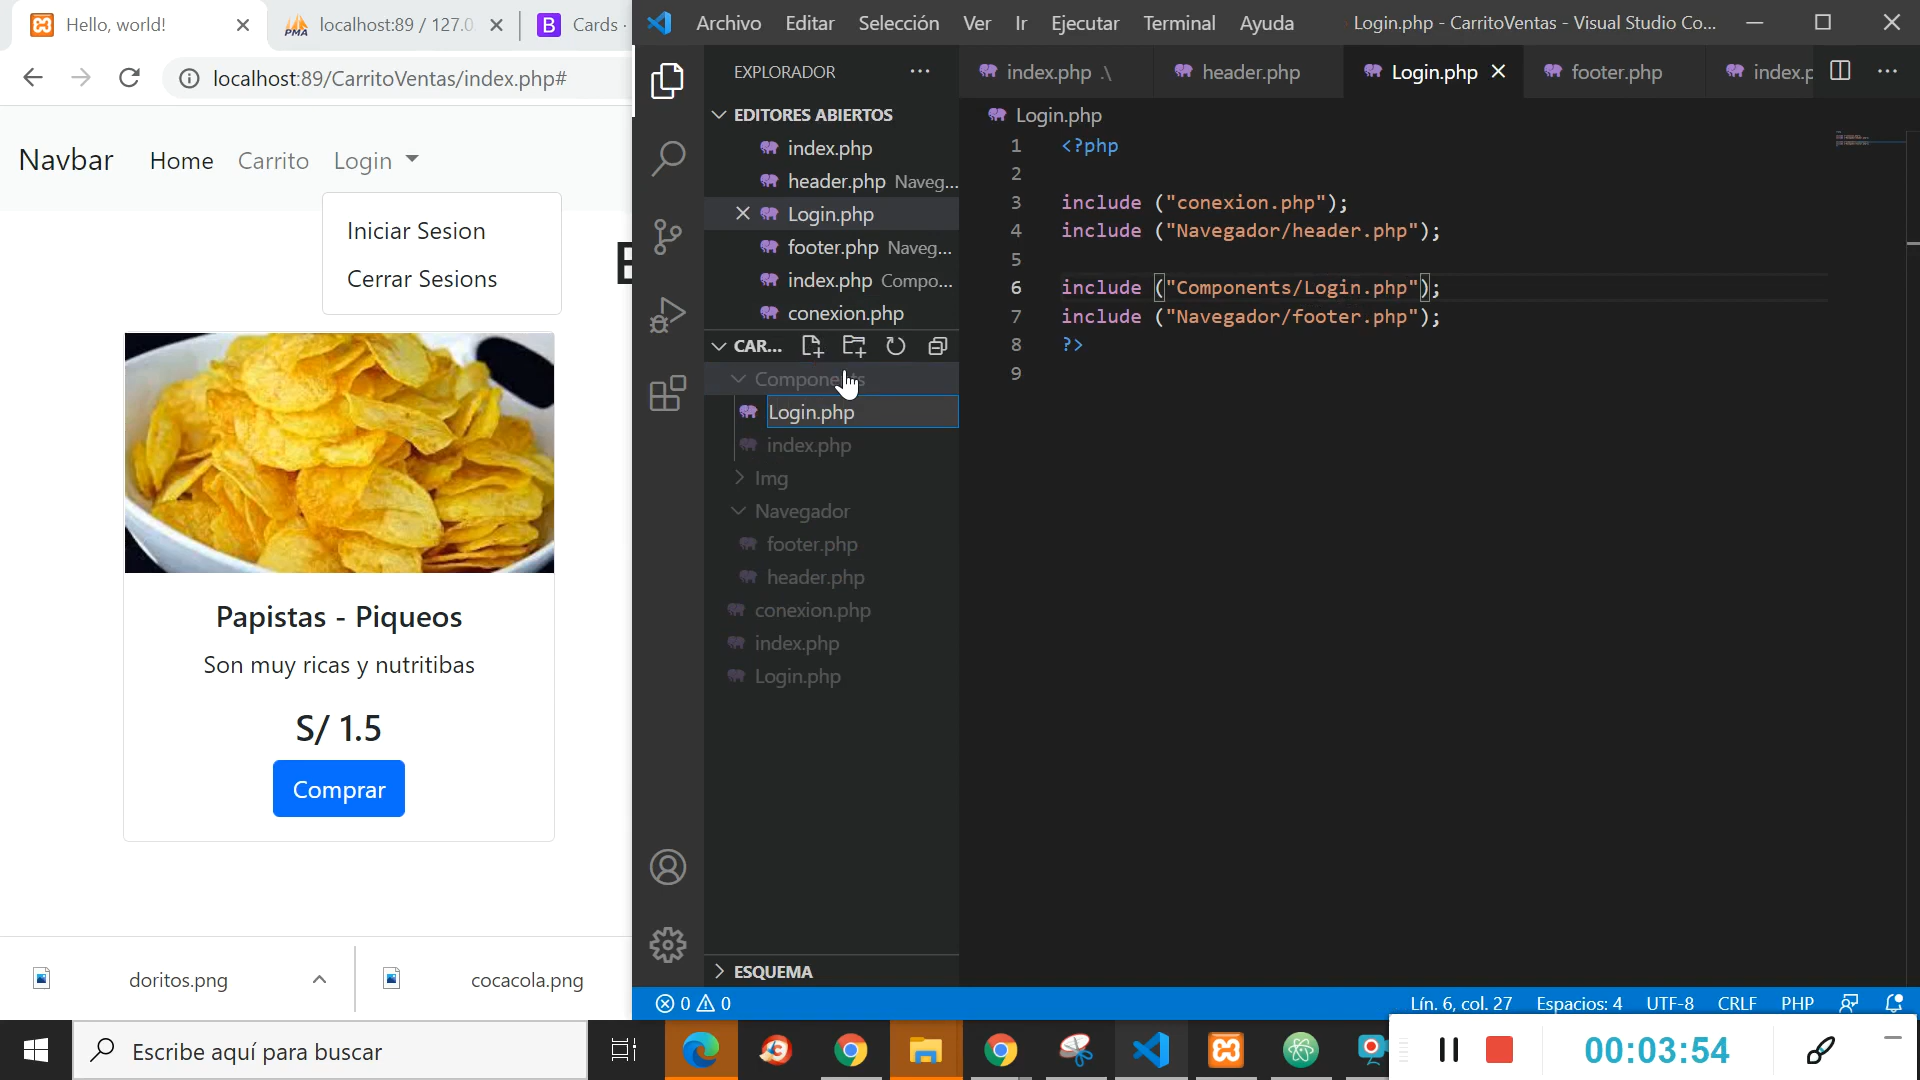 Hello, world!
localhost:89 / 127.0
Cards -
localhost:89/CarritoVentas/index.php#
Navbar
Home
Carrito
Login
Iniciar Sesion
Cerrar Sesions
Papistas - Piqueos
Son muy ricas y nutritibas
S/ 1.5
Comprar
doritos.png
cocacola.png
Archivo
Editar
Selección
Ver
Ir
Ejecutar
Terminal
Ayuda
Login.php - CarritoVentas - Visual Studio Co...
EXPLORADOR
EDITORES ABIERTOS
index.php
header.php Naveg...
Login.php
footer.php Naveg...
index.php Compo...
conexion.php
CAR...
Components
Login.php
index.php
Img
Navegador
footer.php
header.php
conexion.php
index.php
Login.php
ESQUEMA
index.php .\
header.php
Login.php
footer.php
index.p
Login.php
1 <?php
2
3 include ("conexion.php");
4 include ("Navegador/header.php");
5
6 include ("Components/Login.php");
7 include ("Navegador/footer.php");
8 ?>
9
0
0
Lín. 6, col. 27
Espacios: 4
UTF-8
CRLF
PHP
Escribe aquí para buscar
00:03:54